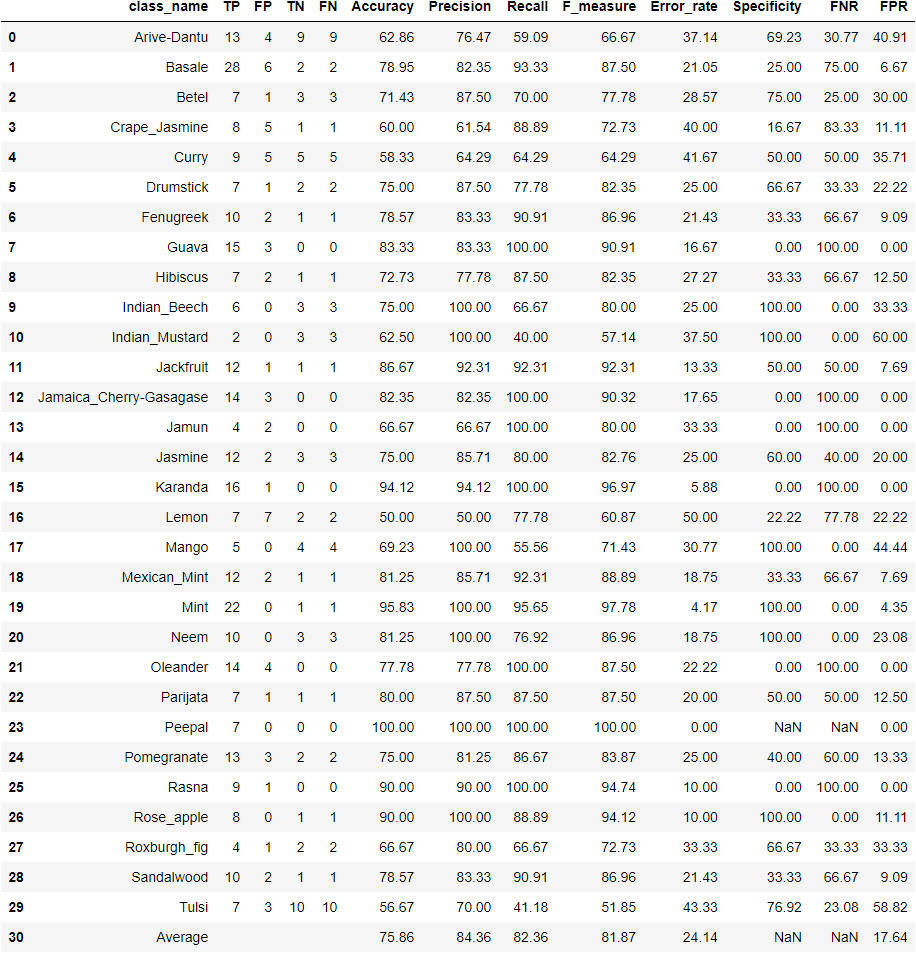 class_name TP FP TN FN Accuracy Precision Recall F_measure Error_rate Specificity FNR FPR
0 Arive-Dantu 13 4 9 9 62.86 76.47 59.09 66.67 37.14 69.23 30.77 40.91
1 Basale 28 6 2 2 78.95 82.35 93.33 87.50 21.05 25.00 75.00 6.67
2 Betel 7 1 3 3 71.43 87.50 70.00 77.78 28.57 75.00 25.00 30.00
3 Crape_Jasmine 8 5 1 1 60.00 61.54 88.89 72.73 40.00 16.67 83.33 11.11
4 Curry 9 5 5 5 58.33 64.29 64.29 64.29 41.67 50.00 50.00 35.71
5 Drumstick 7 1 2 2 75.00 87.50 77.78 82.35 25.00 66.67 33.33 22.22
6 Fenugreek 10 2 1 1 78.57 83.33 90.91 86.96 21.43 33.33 66.67 9.09
7 Guava 15 3 0 0 83.33 83.33 100.00 90.91 16.67 0.00 100.00 0.00
8 Hibiscus 7 2 1 1 72.73 77.78 87.50 82.35 27.27 33.33 66.67 12.50
9 Indian_Beech 6 0 3 3 75.00 100.00 66.67 80.00 25.00 100.00 0.00 33.33
10 Indian_Mustard 2 0 3 3 62.50 100.00 40.00 57.14 37.50 100.00 0.00 60.00
11 Jackfruit 12 1 1 1 86.67 92.31 92.31 92.31 13.33 50.00 50.00 7.69
12 Jamaica_Cherry-Gasagase 14 3 0 0 82.35 82.35 100.00 90.32 17.65 0.00 100.00 0.00
13 Jamun 4 2 0 0 66.67 66.67 100.00 80.00 33.33 0.00 100.00 0.00
14 Jasmine 12 2 3 3 75.00 85.71 80.00 82.76 25.00 60.00 40.00 20.00
15 Karanda 16 1 0 0 94.12 94.12 100.00 96.97 5.88 0.00 100.00 0.00
16 Lemon 7 7 2 2 50.00 50.00 77.78 60.87 50.00 22.22 77.78 22.22
17 Mango 5 0 4 4 69.23 100.00 55.56 71.43 30.77 100.00 0.00 44.44
18 Mexican_Mint 12 2 1 1 81.25 85.71 92.31 88.89 18.75 33.33 66.67 7.69
19 Mint 22 0 1 1 95.83 100.00 95.65 97.78 4.17 100.00 0.00 4.35
20 Neem 10 0 3 3 81.25 100.00 76.92 86.96 18.75 100.00 0.00 23.08
21 Oleander 14 4 0 0 77.78 77.78 100.00 87.50 22.22 0.00 100.00 0.00
22 Parijata 7 1 1 1 80.00 87.50 87.50 87.50 20.00 50.00 50.00 12.50
23 Peepal 7 0 0 0 100.00 100.00 100.00 100.00 0.00 NaN NaN 0.00
24 Pomegranate 13 3 2 2 75.00 81.25 86.67 83.87 25.00 40.00 60.00 13.33
25 Rasna 9 1 0 0 90.00 90.00 100.00 94.74 10.00 0.00 100.00 0.00
26 Rose_apple 8 0 1 1 90.00 100.00 88.89 94.12 10.00 100.00 0.00 11.11
27 Roxburgh_fig 4 1 2 2 66.67 80.00 66.67 72.73 33.33 66.67 33.33 33.33
28 Sandalwood 10 2 1 1 78.57 83.33 90.91 86.96 21.43 33.33 66.67 9.09
29 Tulsi 7 3 10 10 56.67 70.00 41.18 51.85 43.33 76.92 23.08 58.82
30 Average 75.86 84.36 82.36 81.87 24.14 NaN NaN 17.64